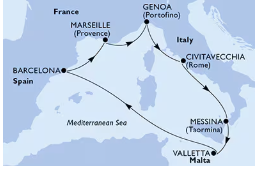 GENOA
(Portofino)
France
MARSEILLE
(Provence)
Italy
CIVITAVECCHIA
(Rome)
BARCELONA
Spain
MESSINA
(Taormina)
Mediterranean Sea
VALLETTA
Malta